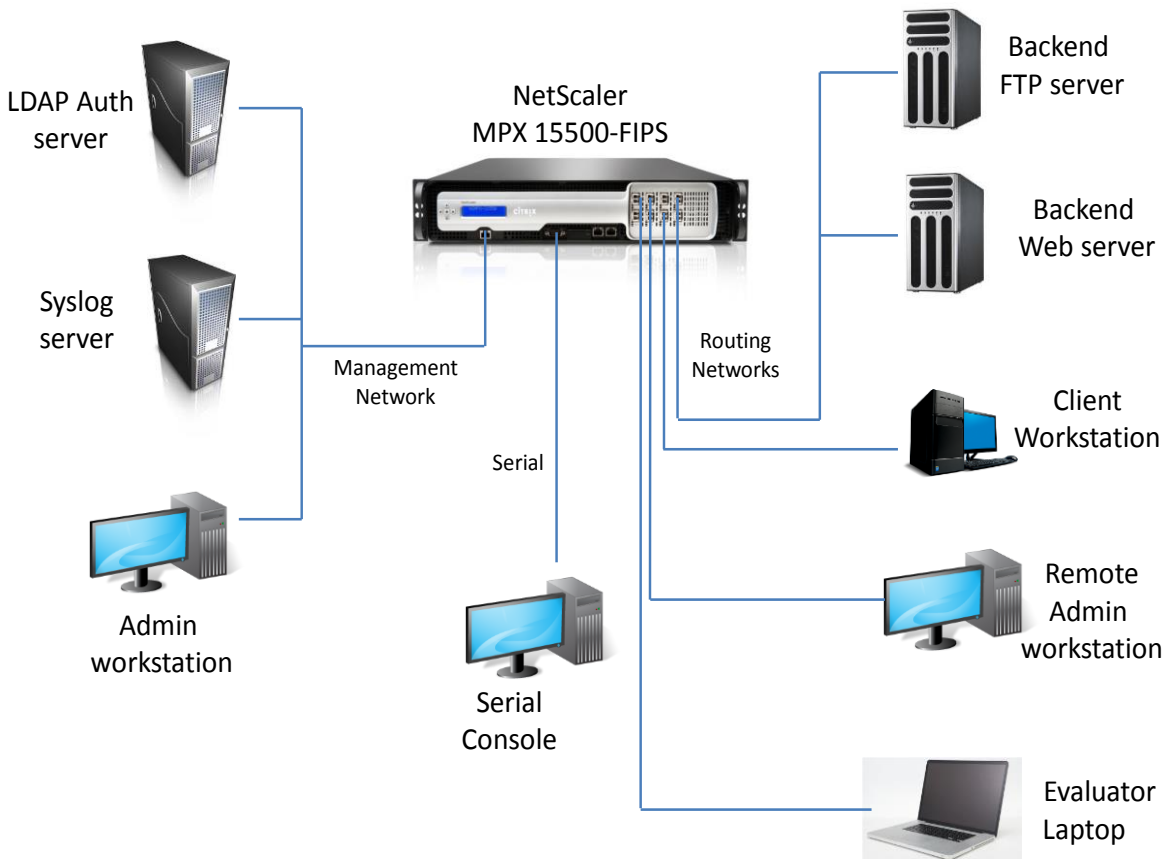 NetScaler
MPX 15500-FIPS
LDAP Auth
server
Syslog
server
Admin
workstation
Management
Network
Serial
Serial
Console
CITRIX
Routing
Networks
Backend
FTP server
Backend
Web server
Client
Workstation
Remote
Admin
workstation
Evaluator
Laptop